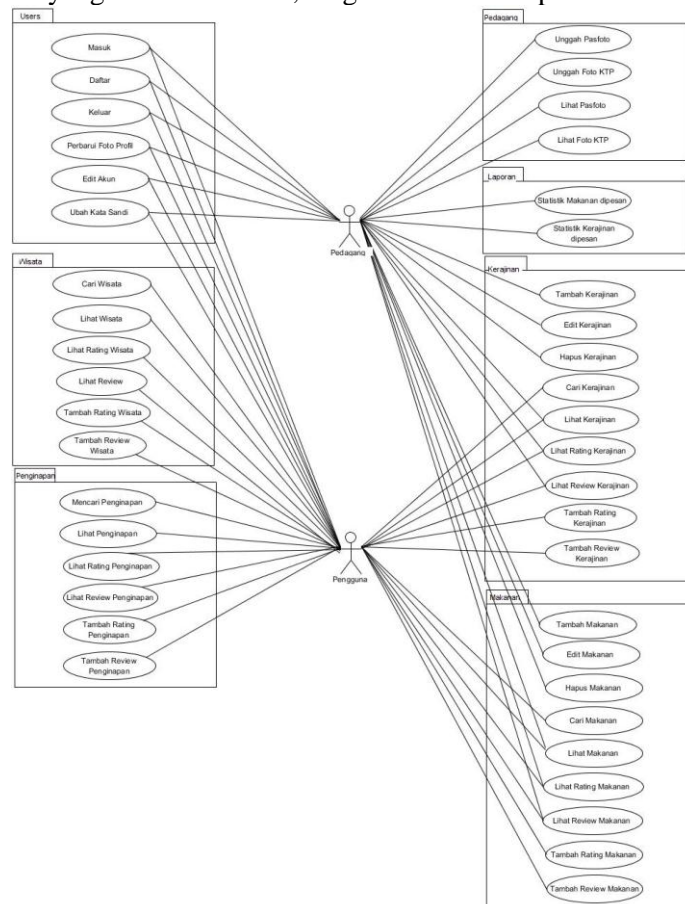 Users
Masuk
Daftar
Keluar
Perbarui Foto Profil
Edit Akun
Ubah Kata Sandi
Wisata
Cari Wisata
Lihat Wisata
Lihat Rating Wisata
Lihat Review
Tambah Rating Wisata
Tambah Review
Wisata
Penginapan
Mencari Penginapan
Lihat Penginapan
Lihat Rating Penginapan
Lihat Review Penginapan
Tambah Rating
Penginapan
Tambah Review
Penginapan
Pedagang
Pengguna
Pedagang
Unggah Pasfoto
Unggah Foto KTP
Lihat Pasfoto
Lihat Foto KTP
Laporan
Statistik Makanan dipesan
Statistik Kerajinan
dipesan
Kerajinan
Tambah Kerajinan
Edit Kerajinan
Hapus Kerajinan
Cari Kerajinan
Lihat Kerajinan
Lihat Rating Kerajinan
Lihat Review Kerajinan
Tambah Rating
Kerajinan
Tambah Review
Kerajinan
Makanan
Tambah Makanan
Edit Makanan
Hapus Makanan
Cari Makanan
Lihat Makanan
Lihat Rating Makanan
Lihat Review Makanan
Tambah Rating Makanan
Tambah Review Makanan